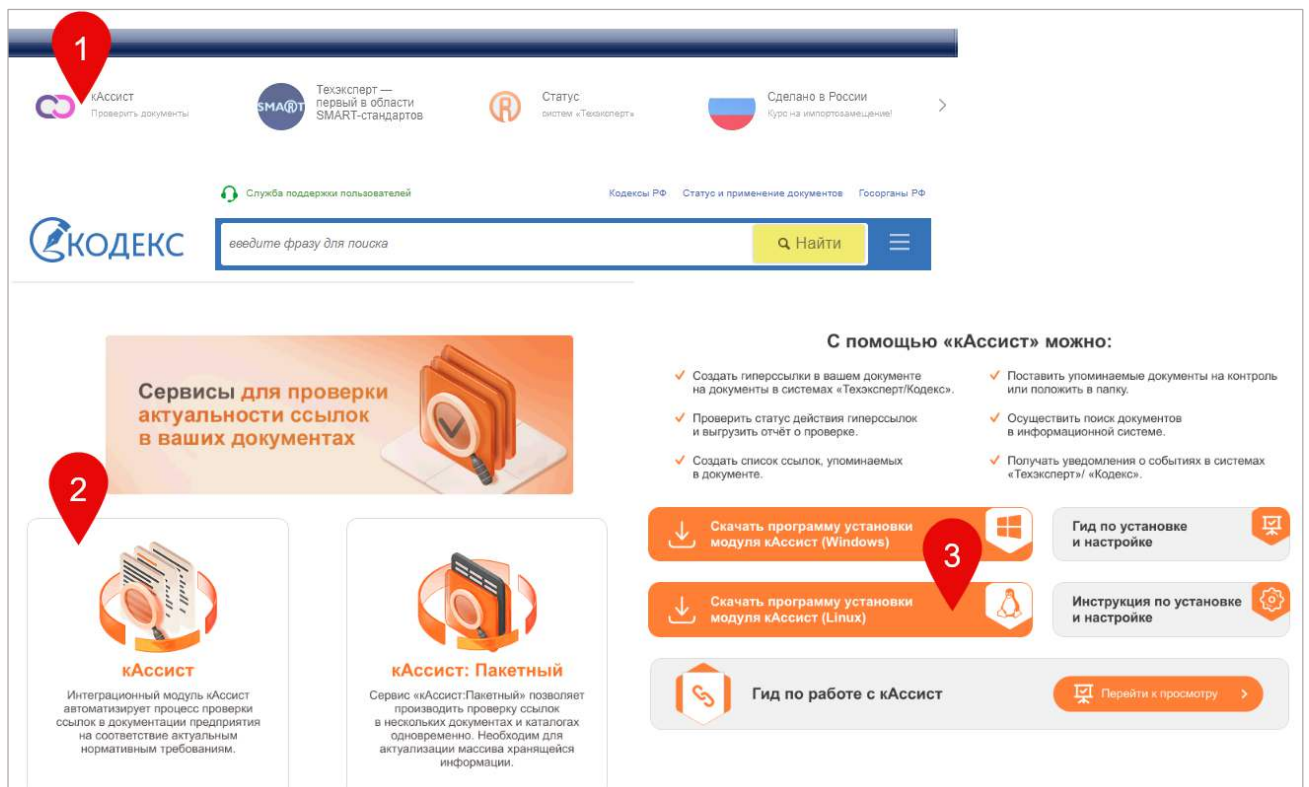 1
кАссист
Проверить документы
SMA®T
Техэксперт —
первый в области
SMART-стандартов
R
Статус
систем «Техэксперт»
Сделано в России
Курс на импортозамещение!
Служба поддержки пользователей
Кодексы РФ
Статус и применение документов
Госорганы РФ
КОДЕКС
введите фразу для поиска
Найти
Сервисы для проверки
актуальности ссылок
в ваших документах
2
кАссист
Интеграционный модуль кАссист
автоматизирует процесс проверки
ссылок в документации предприятия
на соответствие актуальным
нормативным требованиям.
кАссист: Пакетный
Сервис «кАссист:Пакетный» позволяет
производить проверку ссылок
в нескольких документах и каталогах
одновременно. Необходим для
актуализации массива хранящейся
информации.
С помощью «кАссист» можно:
Создать гиперссылки в вашем документе
на документы в системах «Техэксперт/Кодекс».
Проверить статус действия гиперссылок
и выгрузить отчёт о проверке.
Создать список ссылок, упоминаемых
в документе.
Поставить упоминаемые документы на контроль
или положить в папку.
Осуществить поиск документов
в информационной системе.
Получать уведомления о событиях в системах
«Техэксперт»/ «Кодекс».
Скачать программу установки
модуля кАссист (Windows)
3
Гид по установке
и настройке
Скачать программу установки
модуля кАссист (Linux)
Инструкция по установке
и настройке
Гид по работе с кАссист
Перейти к просмотру